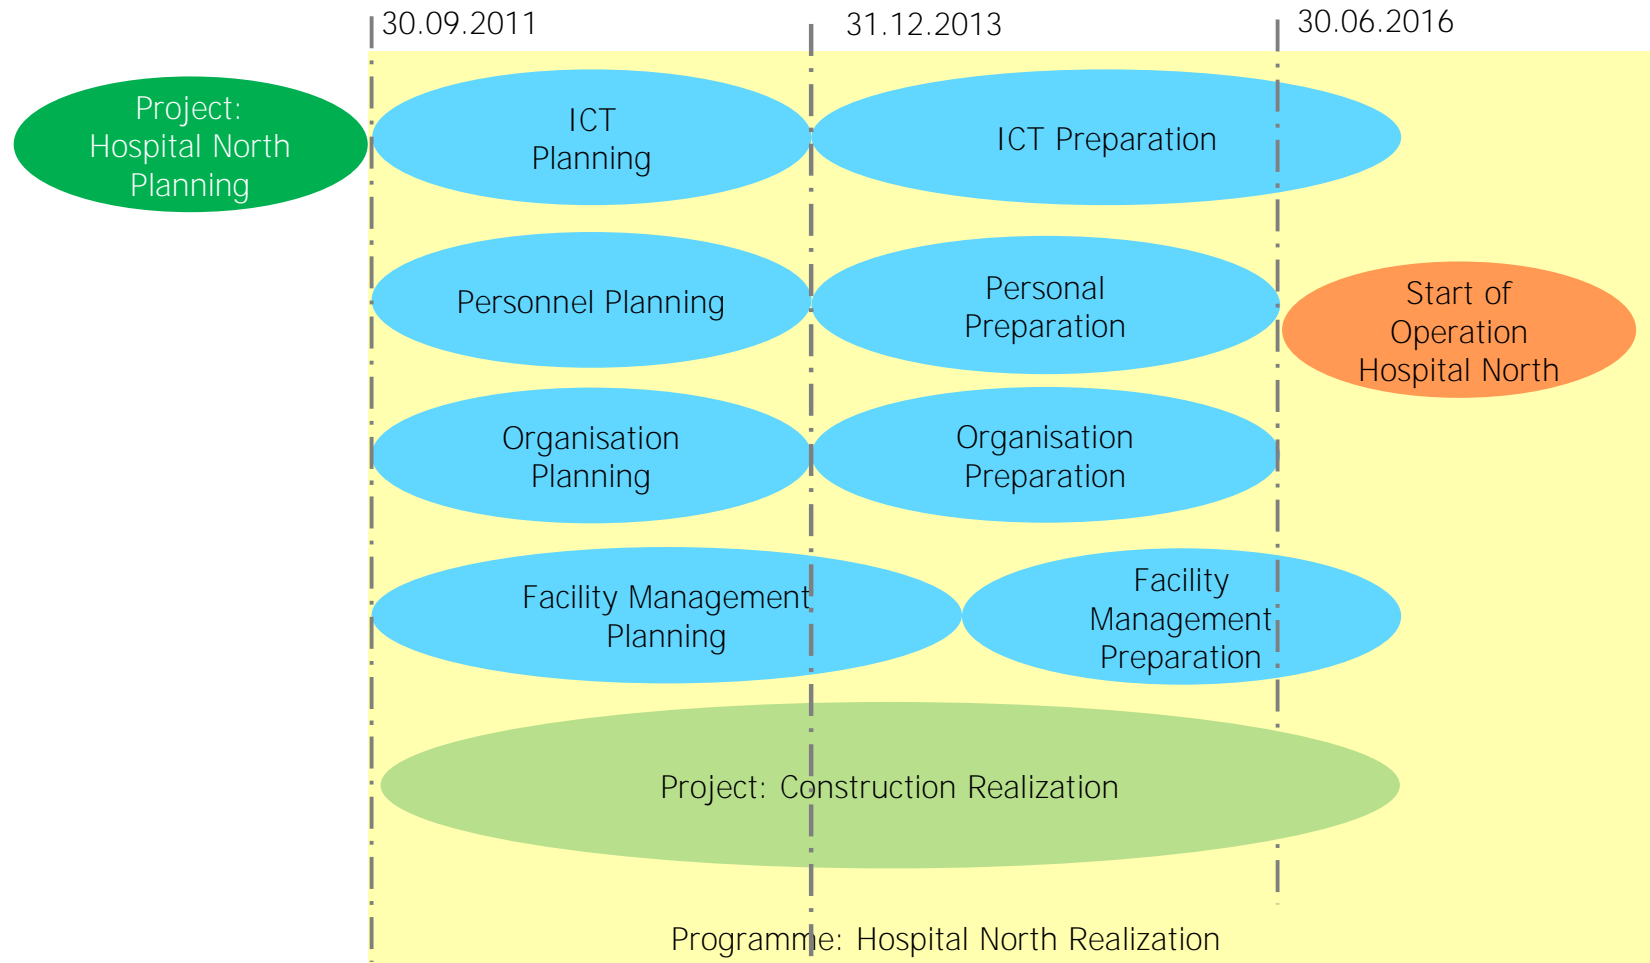 30.09.2011
31.12.2013
30.06.2016
Project:
Hospital North
Planning
ICT
Planning
ICT Preparation
Personnel Planning
Personal
Preparation
Start of
Operation
Hospital North
Organisation
Planning
Organisation
Preparation
Facility Management
Planning
Facility
Management
Preparation
Project: Construction Realization
Programme: Hospital North Realization